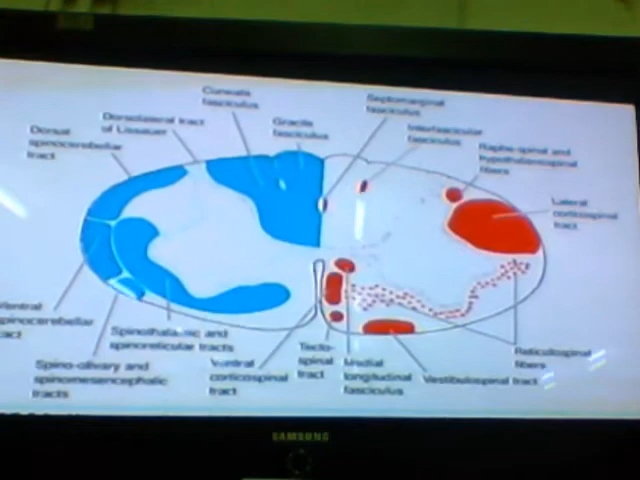 Cuneate
fasciculus
Septomarginal
fasciculus
Dorsolateral tract
of Lissauer
Gracile
fasciculus
Interfascicular
fasciculus
Dorsal
spinocerebellar
tract
Raphe-spinal and
hypothalamospinal
fibers
Lateral
corticospinal
tract
Ventral
spinocerebellar
tract
Spinothalamic and
spinoreticular tracts
Spino-olivary and
spinomesencephalic
tracts
Ventral
corticospinal
tract
Tecto-
spinal
tract
Medial
longitudinal
fasciculus
Vestibulospinal tract
Reticulospinal
fibers
SAMSUNG